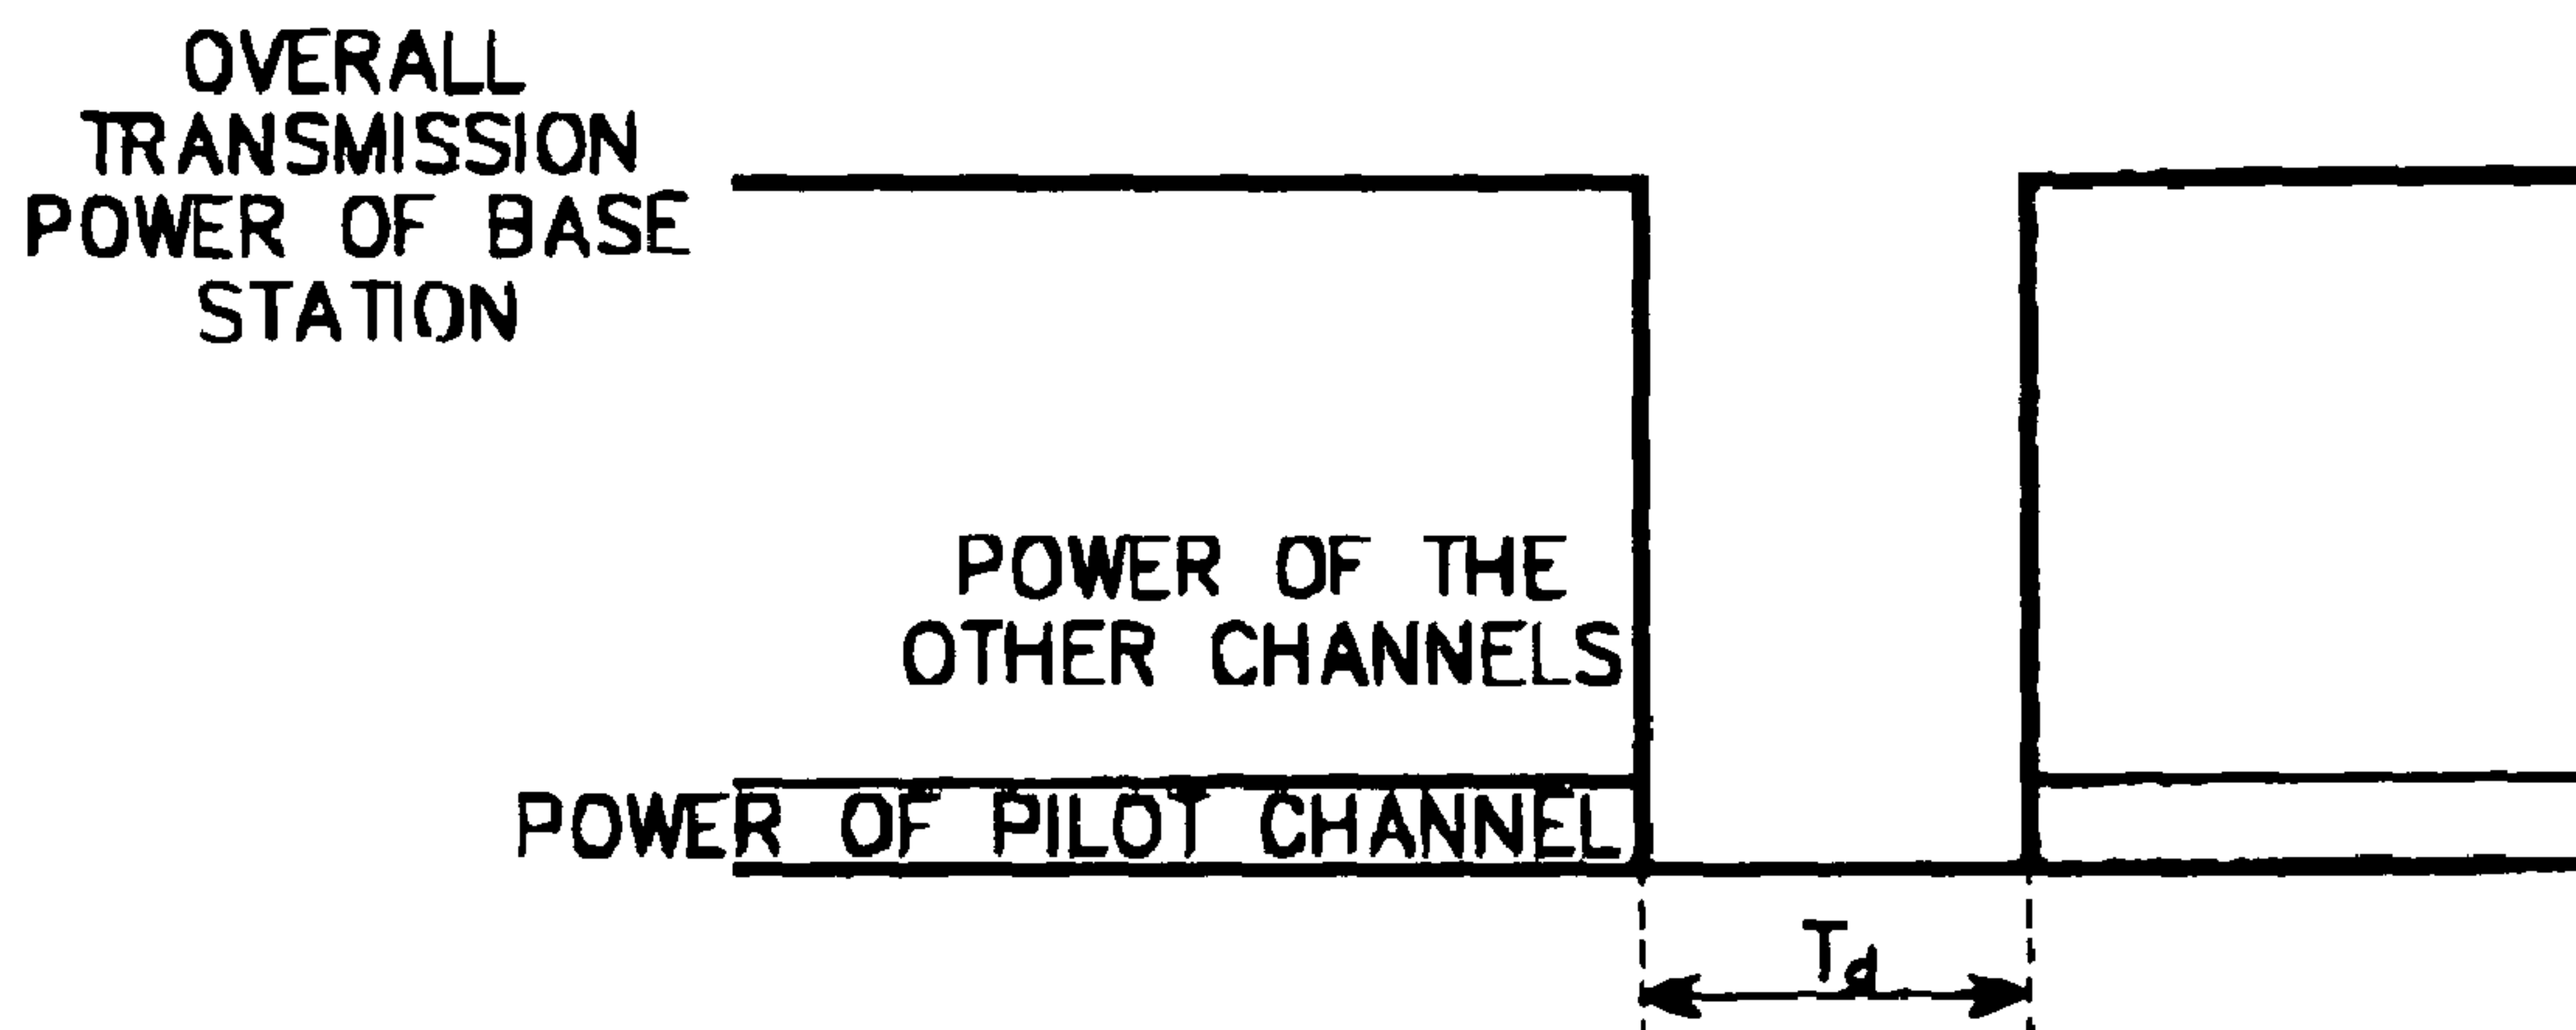 OVERALL
TRANSMISSION
POWER OF BASE
STATION
POWER OF THE
OTHER CHANNELS
POWER OF PILOT CHANNEL
Td